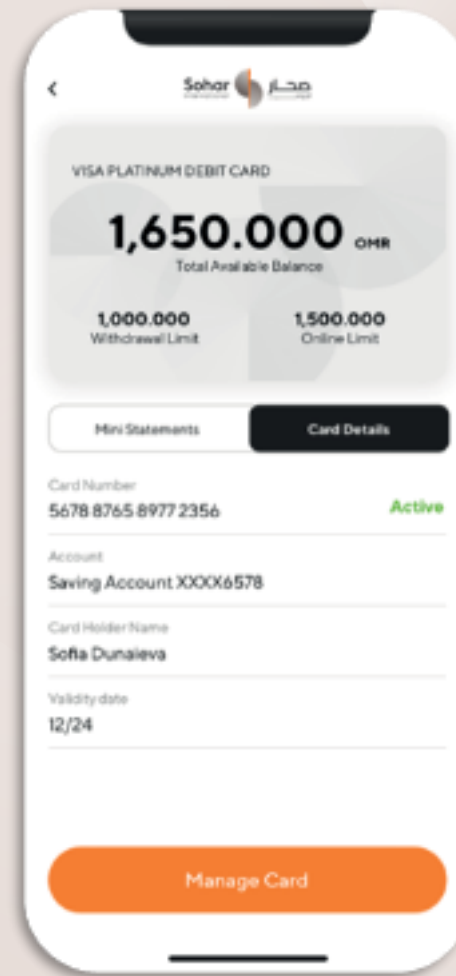 Sohar صحار
International
VISA PLATINUM DEBIT CARD
1,650.000 OMR
Total Available Balance
1,000.000 1,500.000
Withdrawal Limit Online Limit
Mini Statements Card Details
Card Number
5678 8765 8977 2356 Active
Account
Saving Account XXXX6578
Card Holder Name
Sofia Dunaieva
Validity date
12/24
Manage Card